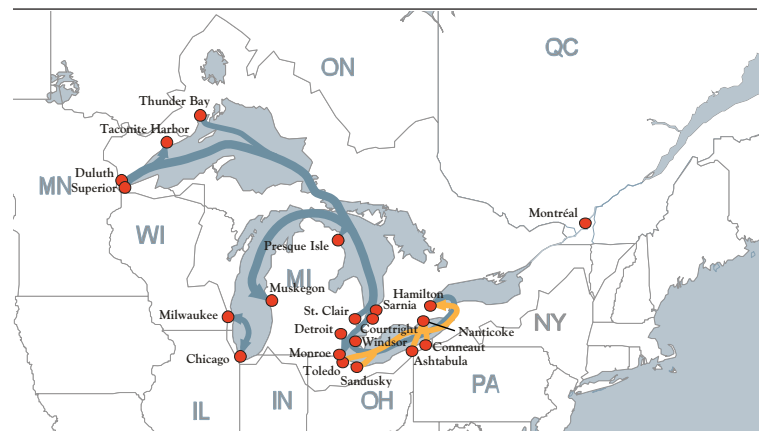 QC
ON
Thunder Bay
Taconite Harbor
Duluth
MN
Superior
Montréal
WI
Presque Isle
MI
Muskegon
Hamilton
Milwaukee
St. Clair
Sarnia
NY
Detroit
Courtright
Nanticoke
Windsor
Conneaut
Monroe
Chicago
Ashtabula
Toledo
Sandusky
PA
IL
IN
OH